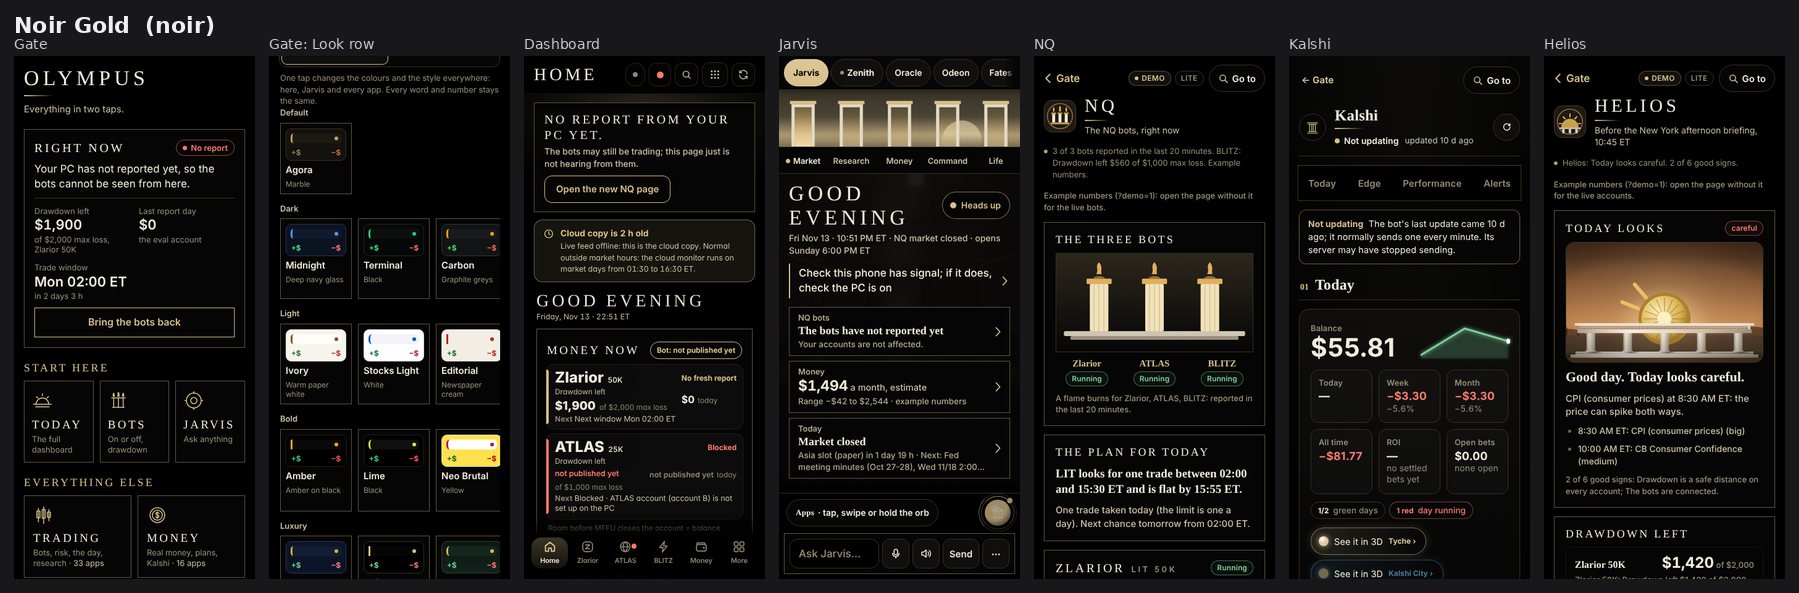 Noir Gold (noir)
Gate
OLYMPUS
Everything in two taps.
RIGHT NOW
No report
Your PC has not reported yet, so the
bots cannot be seen from here.
Drawdown left
Last report day
$1,900
$0
of $2,000 max loss,
Zlarior 50K
the eval account
Trade window
Mon 02:00 ET
in 2 days 3 h
Bring the bots back
START HERE
TODAY
The full
dashboard
BOTS
On or off,
drawdown
JARVIS
Ask anything
EVERYTHING ELSE
TRADING
Bots, risk, the day,
research · 33 apps
MONEY
Real money, plans,
Kalshi · 16 apps
Gate: Look row
One tap changes the colours and the style everywhere:
here, Jarvis and every app. Every word and number stays
the same.
Default
+$ −$
Agora
Marble
Dark
+$ −$
+$ −$
+$ −$
Midnight
Deep navy glass
Terminal
Black
Carbon
Graphite greys
Light
+$ −$
+$ −$
+$ −$
Ivory
Warm paper
white
Stocks Light
White
Editorial
Newspaper
cream
Bold
+$ −$
+$ −$
+$ −$
Amber
Amber on black
Lime
Black
Neo Brutal
Yellow
Luxury
+$ −$
+$ −$
+$ −$
Dashboard
HOME
NO REPORT FROM YOUR
PC YET.
The bots may still be trading; this page just is
not hearing from them.
Open the new NQ page
Cloud copy is 2 h old
Live feed offline: this is the cloud copy. Normal
outside market hours: the cloud monitor runs on
market days from 01:30 to 16:30 ET.
GOOD EVENING
Friday, Nov 13 · 22:51 ET
MONEY NOW
Bot: not published yet
Zlarior 50K
No fresh report
Drawdown left
$0 today
$1,900 of $2,000 max loss
Next Next window Mon 02:00 ET
ATLAS 25K
Blocked
Drawdown left
not published yet
not published yet today
of $1,000 max loss
Next Blocked · ATLAS account (account B) is not
set up on the PC
Room before MFFU closes the account = balance
Home
Zlarior
ATLAS
BLITZ
Money
More
Jarvis
Jarvis
Zenith
Oracle
Odeon
Fates
Market
Research
Money
Command
Life
GOOD
EVENING
Heads up
Fri Nov 13 · 10:51 PM ET · NQ market closed · opens
Sunday 6:00 PM ET
Check this phone has signal; if it does,
check the PC is on
NQ bots
The bots have not reported yet
Your accounts are not affected.
Money
$1,494 a month, estimate
Range −$42 to $2,544 · example numbers
Today
Market closed
Asia slot (paper) in 1 day 19 h · Next: Fed
meeting minutes (Oct 27-28), Wed 11/18 2:00...
Apps · tap, swipe or hold the orb
Ask Jarvis...
Send
NQ
Gate
DEMO
LITE
Go to
NQ
The NQ bots, right now
3 of 3 bots reported in the last 20 minutes. BLITZ:
Drawdown left $560 of $1,000 max loss. Example
numbers.
Example numbers (?demo=1): open the page without it
for the live bots.
THE THREE BOTS
Zlarior
ATLAS
BLITZ
Running
Running
Running
A flame burns for Zlarior, ATLAS, BLITZ: reported in
the last 20 minutes.
THE PLAN FOR TODAY
LIT looks for one trade between 02:00
and 15:30 ET and is flat by 15:55 ET.
One trade taken today (the limit is one a
day). Next chance tomorrow from 02:00 ET.
ZLARIOR LIT 50K
Running
Kalshi
Gate
Go to
Kalshi
Not updating updated 10 d ago
Today
Edge
Performance
Alerts
Not updating The bot's last update came 10 d
ago; it normally sends one every minute. Its
server may have stopped sending.
01 Today
Balance
$55.81
Today
—
Week
−$3.30
−5.6%
Month
−$3.30
−5.6%
All time
−$81.77
ROI
—
no settled
bets yet
Open bets
$0.00
none open
1/2 green days
1 red day running
See it in 3D Tyche ›
See it in 3D Kalshi City ›
Helios
Gate
DEMO
LITE
Go to
HELIOS
Before the New York afternoon briefing,
10:45 ET
Helios: Today looks careful. 2 of 6 good signs.
Example numbers (?demo=1): open the page without it
for the live accounts.
TODAY LOOKS
careful
Good day. Today looks careful.
CPI (consumer prices) at 8:30 AM ET: the
price can spike both ways.
8:30 AM ET: CPI (consumer prices) (big)
10:00 AM ET: CB Consumer Confidence
(medium)
2 of 6 good signs: Drawdown is a safe distance on
every account; The bots are connected.
DRAWDOWN LEFT
Zlarior 50K
$1,420 of $2,000